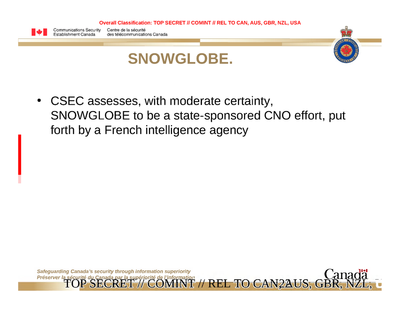 Overall Classification: TOP SECRET // COMINT // REL TO CAN, AUS, GBR, NZL, USA
Communications Security Centre de la sécurité
Establishment Canada des télécommunications Canada
SNOWGLOBE.
• CSEC assesses, with moderate certainty,
SNOWGLOBE to be a state-sponsored CNO effort, put
forth by a French intelligence agency
Safeguarding Canada's security through information superiority
Préserver la sécurité du Canada par la supériorité de l'information
Canada
TOP SECRET // COMINT // REL TO CAN, AUS, GBR, NZL,